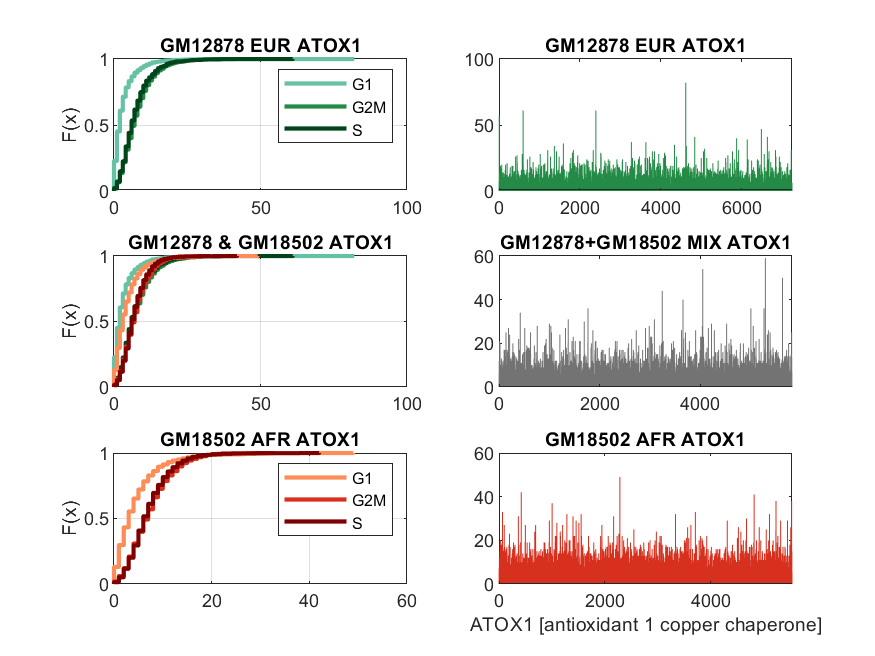 GM12878 EUR ATOX1
F(x)
1
0.5
0
0 50 100
G1
G2M
S
GM12878 EUR ATOX1
100
50
0
0 2000 4000 6000
GM12878 & GM18502 ATOX1
F(x)
1
0.5
0
0 50 100
GM12878+GM18502 MIX ATOX1
60
40
20
0
0 2000 4000
GM18502 AFR ATOX1
F(x)
1
0.5
0
0 20 40 60
G1
G2M
S
GM18502 AFR ATOX1
60
40
20
0
0 2000 4000
ATOX1 [antioxidant 1 copper chaperone]